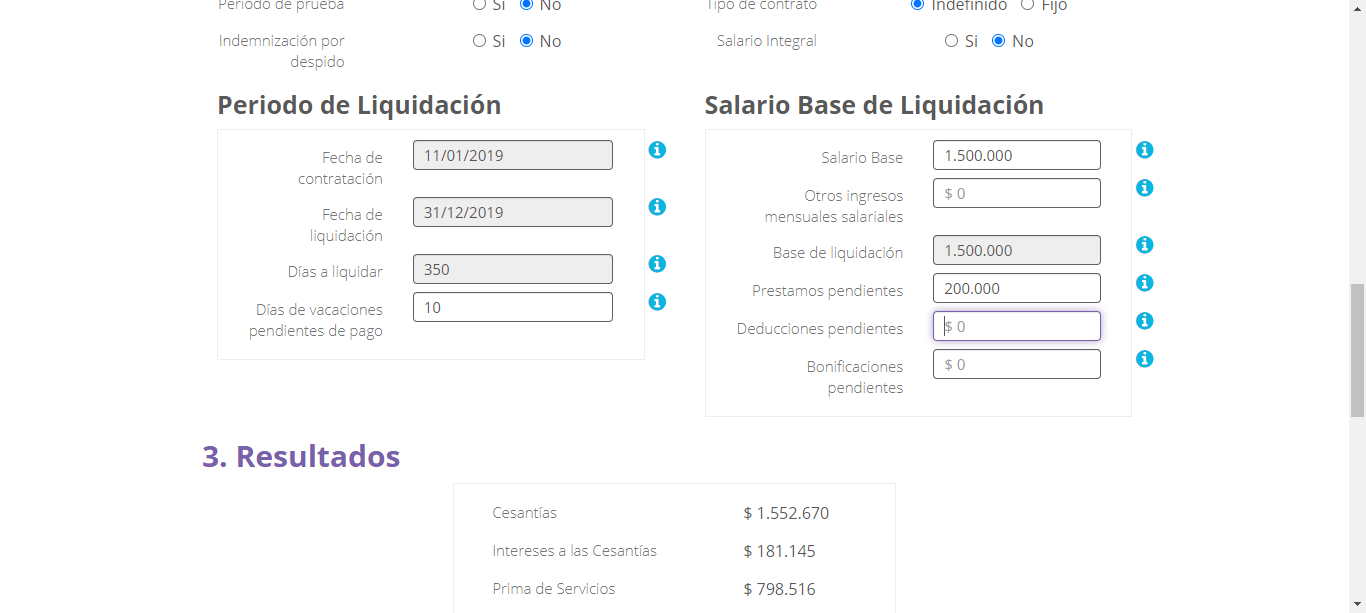 Periodo de prueba Si No
Tipo de contrato Indefinido Fijo
Indemnización por
despido
Si No
Salario Integral Si No
Periodo de Liquidación
Fecha de
contratación
11/01/2019
Fecha de
liquidación
31/12/2019
Días a liquidar 350
Días de vacaciones
pendientes de pago
10
Salario Base de Liquidación
Salario Base 1.500.000
Otros ingresos
mensuales salariales
$ 0
Base de liquidación 1.500.000
Prestamos pendientes 200.000
Deducciones pendientes $ 0
Bonificaciones
pendientes
$ 0
3. Resultados
Cesantías $ 1.552.670
Intereses a las Cesantías $ 181.145
Prima de Servicios $ 798.516